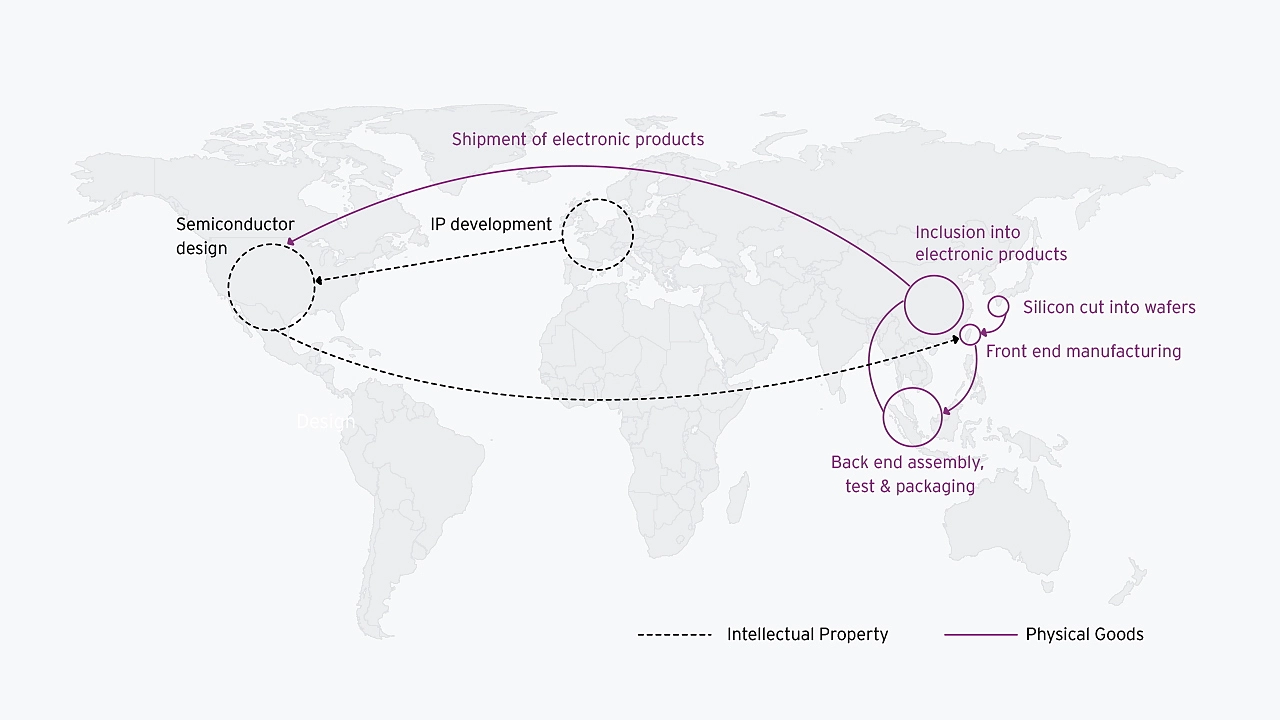 Shipment of electronic products
Semiconductor
design
IP development
Inclusion into
electronic products
Silicon cut into wafers
Front end manufacturing
Design
Back end assembly,
test & packaging
Intellectual Property
Physical Goods